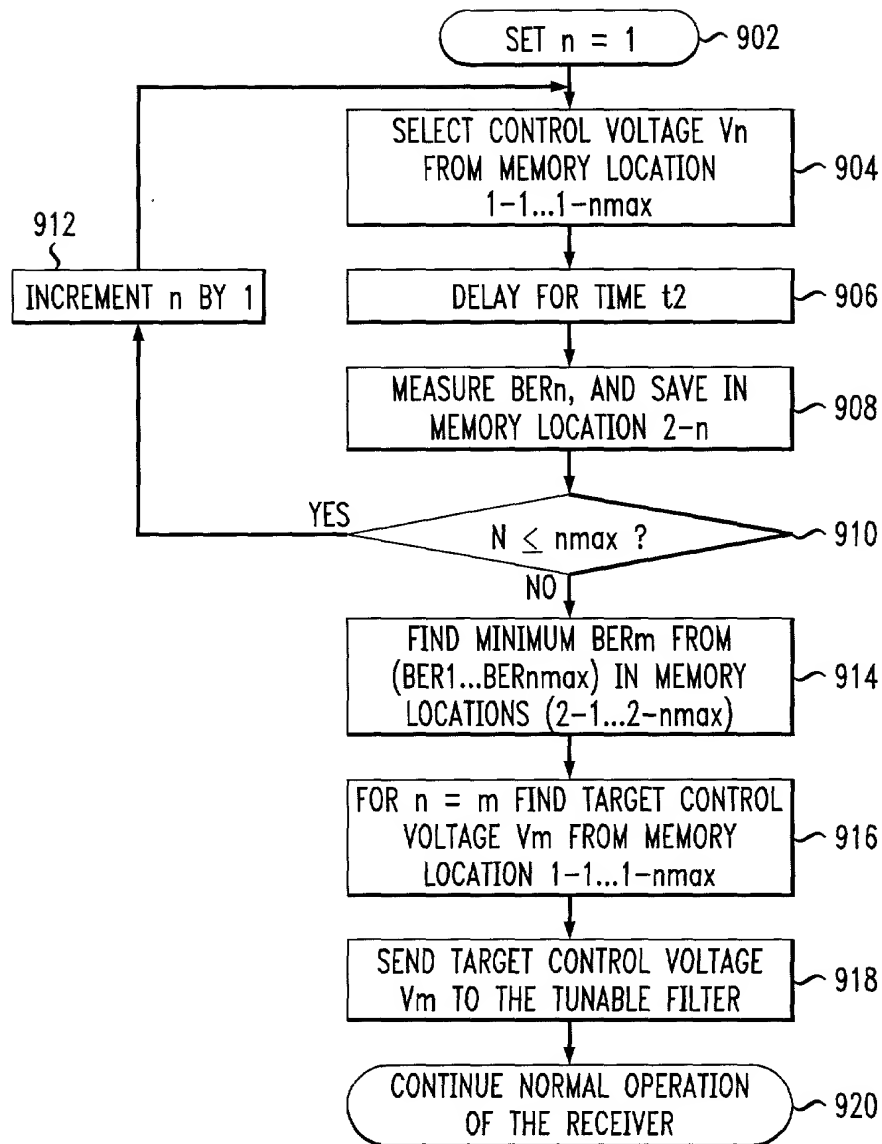 SET n = 1
902
SELECT CONTROL VOLTAGE Vn
FROM MEMORY LOCATION
1-1...1-nmax
904
912
INCREMENT n BY 1
DELAY FOR TIME t2
906
MEASURE BERn, AND SAVE IN
MEMORY LOCATION 2-n
908
YES
N ≤ nmax ?
910
NO
FIND MINIMUM BERm FROM
(BER1...BERnmax) IN MEMORY
LOCATIONS (2-1...2-nmax)
914
FOR n = m FIND TARGET CONTROL
VOLTAGE Vm FROM MEMORY
LOCATION 1-1...1-nmax
916
SEND TARGET CONTROL VOLTAGE
Vm TO THE TUNABLE FILTER
918
CONTINUE NORMAL OPERATION
OF THE RECEIVER
920